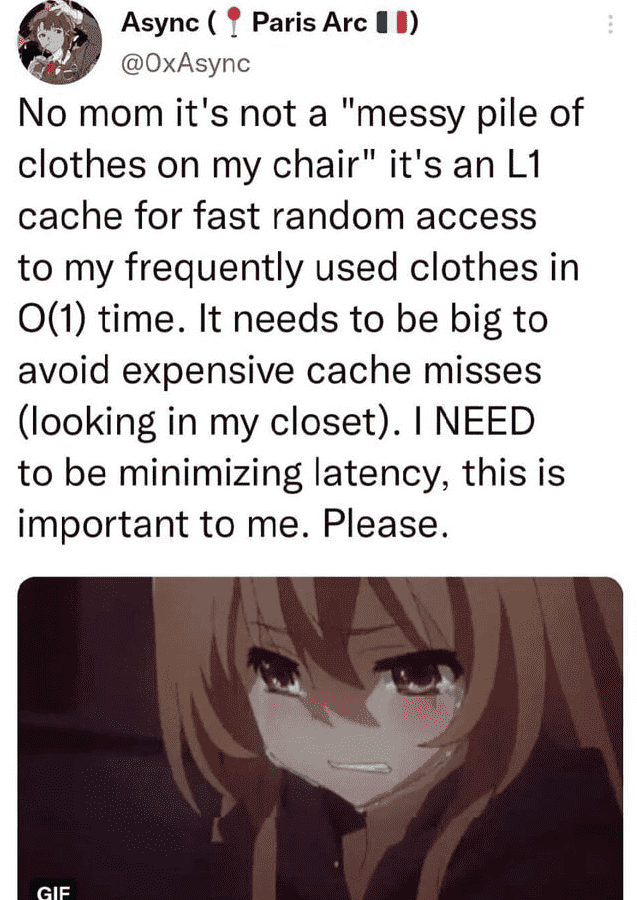 Async (📍 Paris Arc 🇫🇷)
@0xAsync
No mom it's not a "messy pile of
clothes on my chair" it's an L1
cache for fast random access
to my frequently used clothes in
O(1) time. It needs to be big to
avoid expensive cache misses
(looking in my closet). I NEED
to be minimizing latency, this is
important to me. Please.
GIF